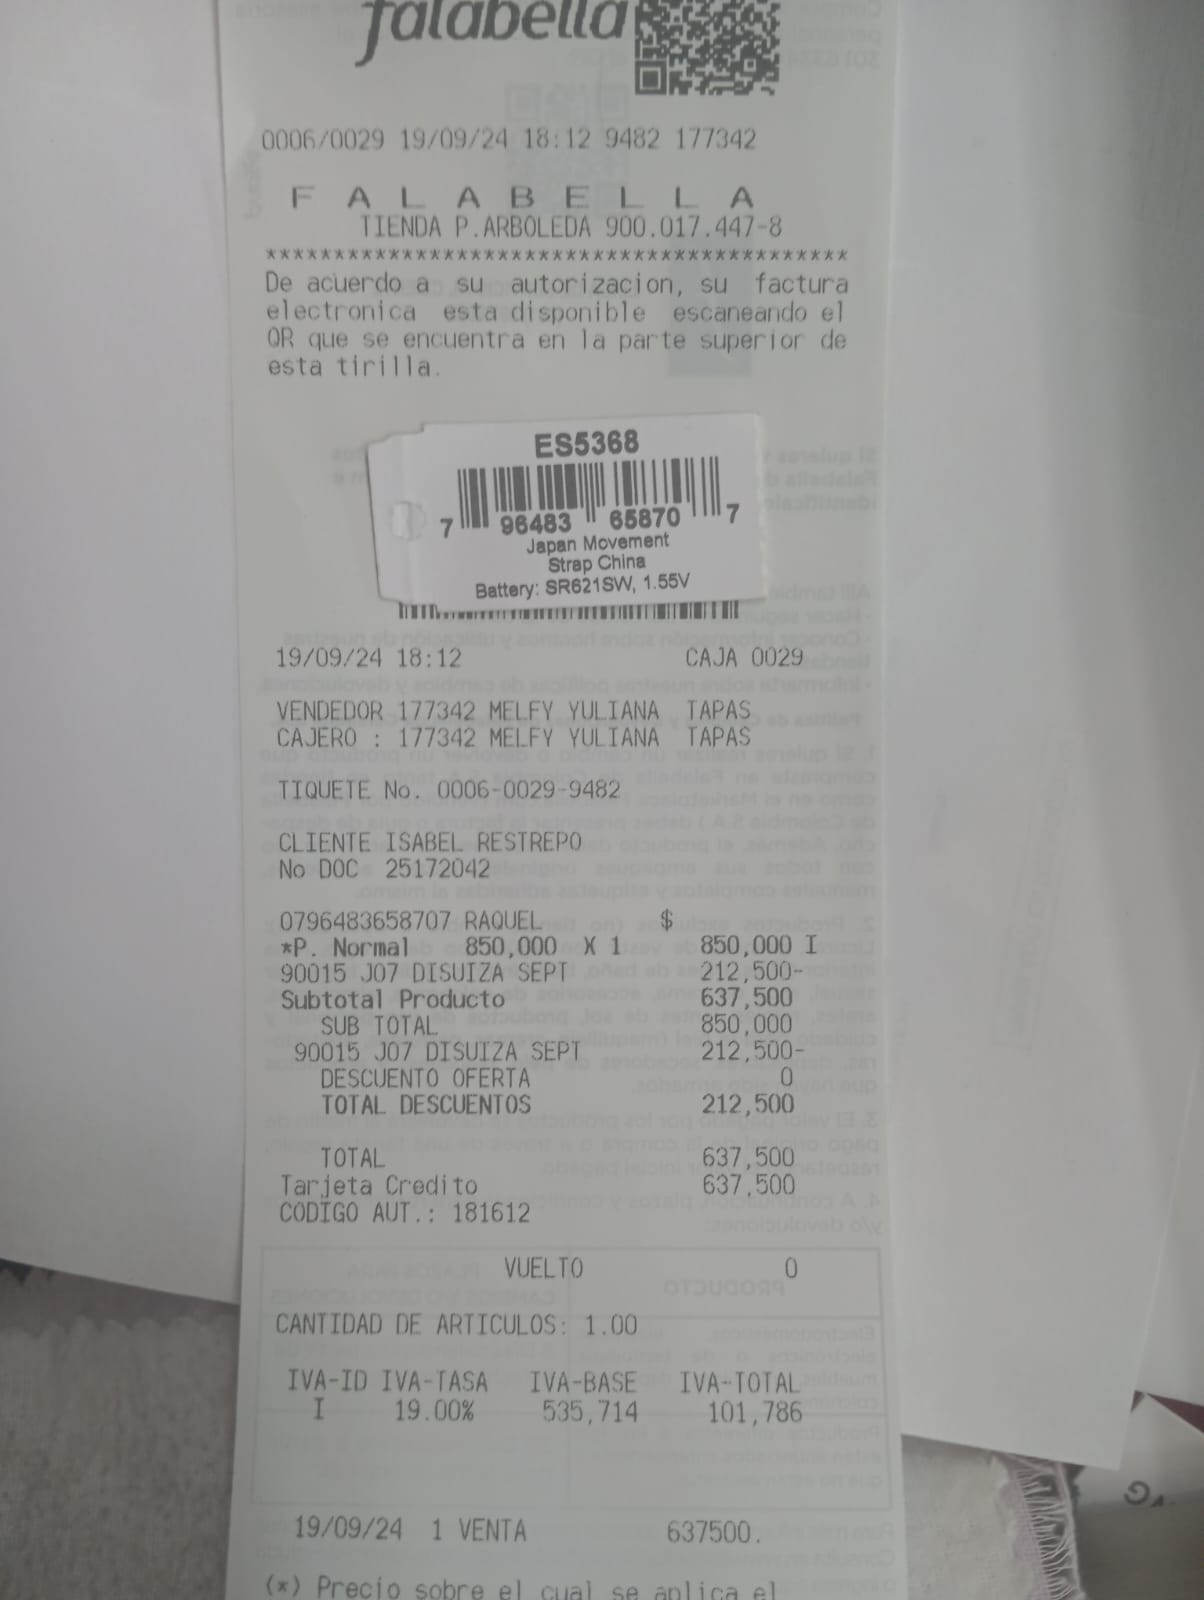 falabella
0006/0029 19/09/24 18:12 9482 177342
F A L A B E L L A
TIENDA P.ARBOLEDA 900.017.447-8
*******************************************
De acuerdo a su autorizacion, su factura
electronica esta disponible escaneando el
QR que se encuentra en la parte superior de
esta tirilla.
ES5368
7 96483 65870 7
Japan Movement
Strap China
Battery: SR621SW, 1.55V
19/09/24 18:12 CAJA 0029
VENDEDOR 177342 MELFY YULIANA TAPAS
CAJERO : 177342 MELFY YULIANA TAPAS
TIQUETE No. 0006-0029-9482
CLIENTE ISABEL RESTREPO
No DOC 25172042
0796483658707 RAQUEL $
*P. Normal 850,000 X 1 850,000 I
90015 J07 DISUIZA SEPT 212,500-
Subtotal Producto 637,500
SUB TOTAL 850,000
90015 J07 DISUIZA SEPT 212,500-
DESCUENTO OFERTA 0
TOTAL DESCUENTOS 212,500
TOTAL 637,500
Tarjeta Credito 637,500
CODIGO AUT.: 181612
VUELTO 0
CANTIDAD DE ARTICULOS: 1.00
IVA-ID IVA-TASA IVA-BASE IVA-TOTAL
I 19.00% 535,714 101,786
19/09/24 1 VENTA 637500.
(*) Precio sobre el cual se aplica el